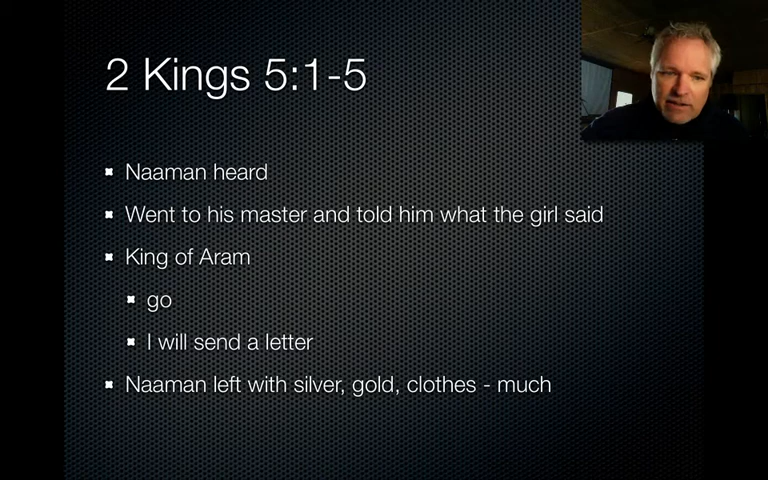 2 Kings 5:1-5
Naaman heard
Went to his master and told him what the girl said
King of Aram
go
I will send a letter
Naaman left with silver, gold, clothes - much